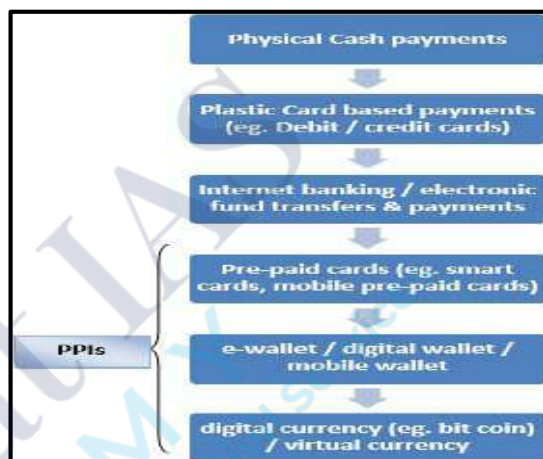 Physical Cash payments
Plastic Card based payments
(eg. Debit / credit cards)
Internet banking / electronic
fund transfers & payments
Pre-paid cards (eg. smart
cards, mobile pre-paid cards)
PPIs
e-wallet / digital wallet /
mobile wallet
digital currency (eg. bit coin)
/ virtual currency
IAS